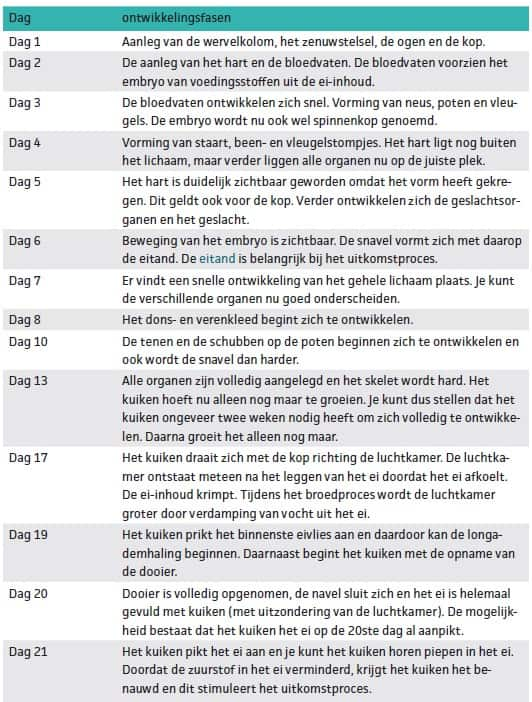 Dag ontwikkelingsfasen
Dag 1 Aanleg van de wervelkolom, het zenuwstelsel, de ogen en de kop.
Dag 2 De aanleg van het hart en de bloedvaten. De bloedvaten voorzien het
embryo van voedingsstoffen uit de ei-inhoud.
Dag 3 De bloedvaten ontwikkelen zich snel. Vorming van neus, poten en vleu-
gels. De embryo wordt nu ook wel spinnenkop genoemd.
Dag 4 Vorming van staart, been- en vleugelstompjes. Het hart ligt nog buiten
het lichaam, maar verder liggen alle organen nu op de juiste plek.
Dag 5 Het hart is duidelijk zichtbaar geworden omdat het vorm heeft gekre-
gen. Dit geldt ook voor de kop. Verder ontwikkelen zich de geslachtsor-
ganen en het geslacht.
Dag 6 Beweging van het embryo is zichtbaar. De snavel vormt zich met daarop
de eitand. De eitand is belangrijk bij het uitkomstproces.
Dag 7 Er vindt een snelle ontwikkeling van het gehele lichaam plaats. Je kunt
de verschillende organen nu goed onderscheiden.
Dag 8 Het dons- en verenkleed begint zich te ontwikkelen.
Dag 10 De tenen en de schubben op de poten beginnen zich te ontwikkelen en
ook wordt de snavel dan harder.
Dag 13 Alle organen zijn volledig aangelegd en het skelet wordt hard. Het
kuiken hoeft nu alleen nog maar te groeien. Je kunt dus stellen dat het
kuiken ongeveer twee weken nodig heeft om zich volledig te ontwikke-
len. Daarna groeit het alleen nog maar.
Dag 17 Het kuiken draait zich met de kop richting de luchtkamer. De luchtka-
mer ontstaat meteen na het leggen van het ei doordat het ei afkoelt.
De ei-inhoud krimpt. Tijdens het broedproces wordt de luchtkamer
groter door verdamping van vocht uit het ei.
Dag 19 Het kuiken prikt het binnenste eivlies aan en daardoor kan de longa-
demhaling beginnen. Daarnaast begint het kuiken met de opname van
de dooier.
Dag 20 Dooier is volledig opgenomen, de navel sluit zich en het ei is helemaal
gevuld met kuiken (met uitzondering van de luchtkamer). De mogelijk-
heid bestaat dat het kuiken het ei op de 20ste dag al aanpikt.
Dag 21 Het kuiken pikt het ei aan en je kunt het kuiken horen piepen in het ei.
Doordat de zuurstof in het ei verminderd, krijgt het kuiken het be-
nauwd en dit stimuleert het uitkomstproces.